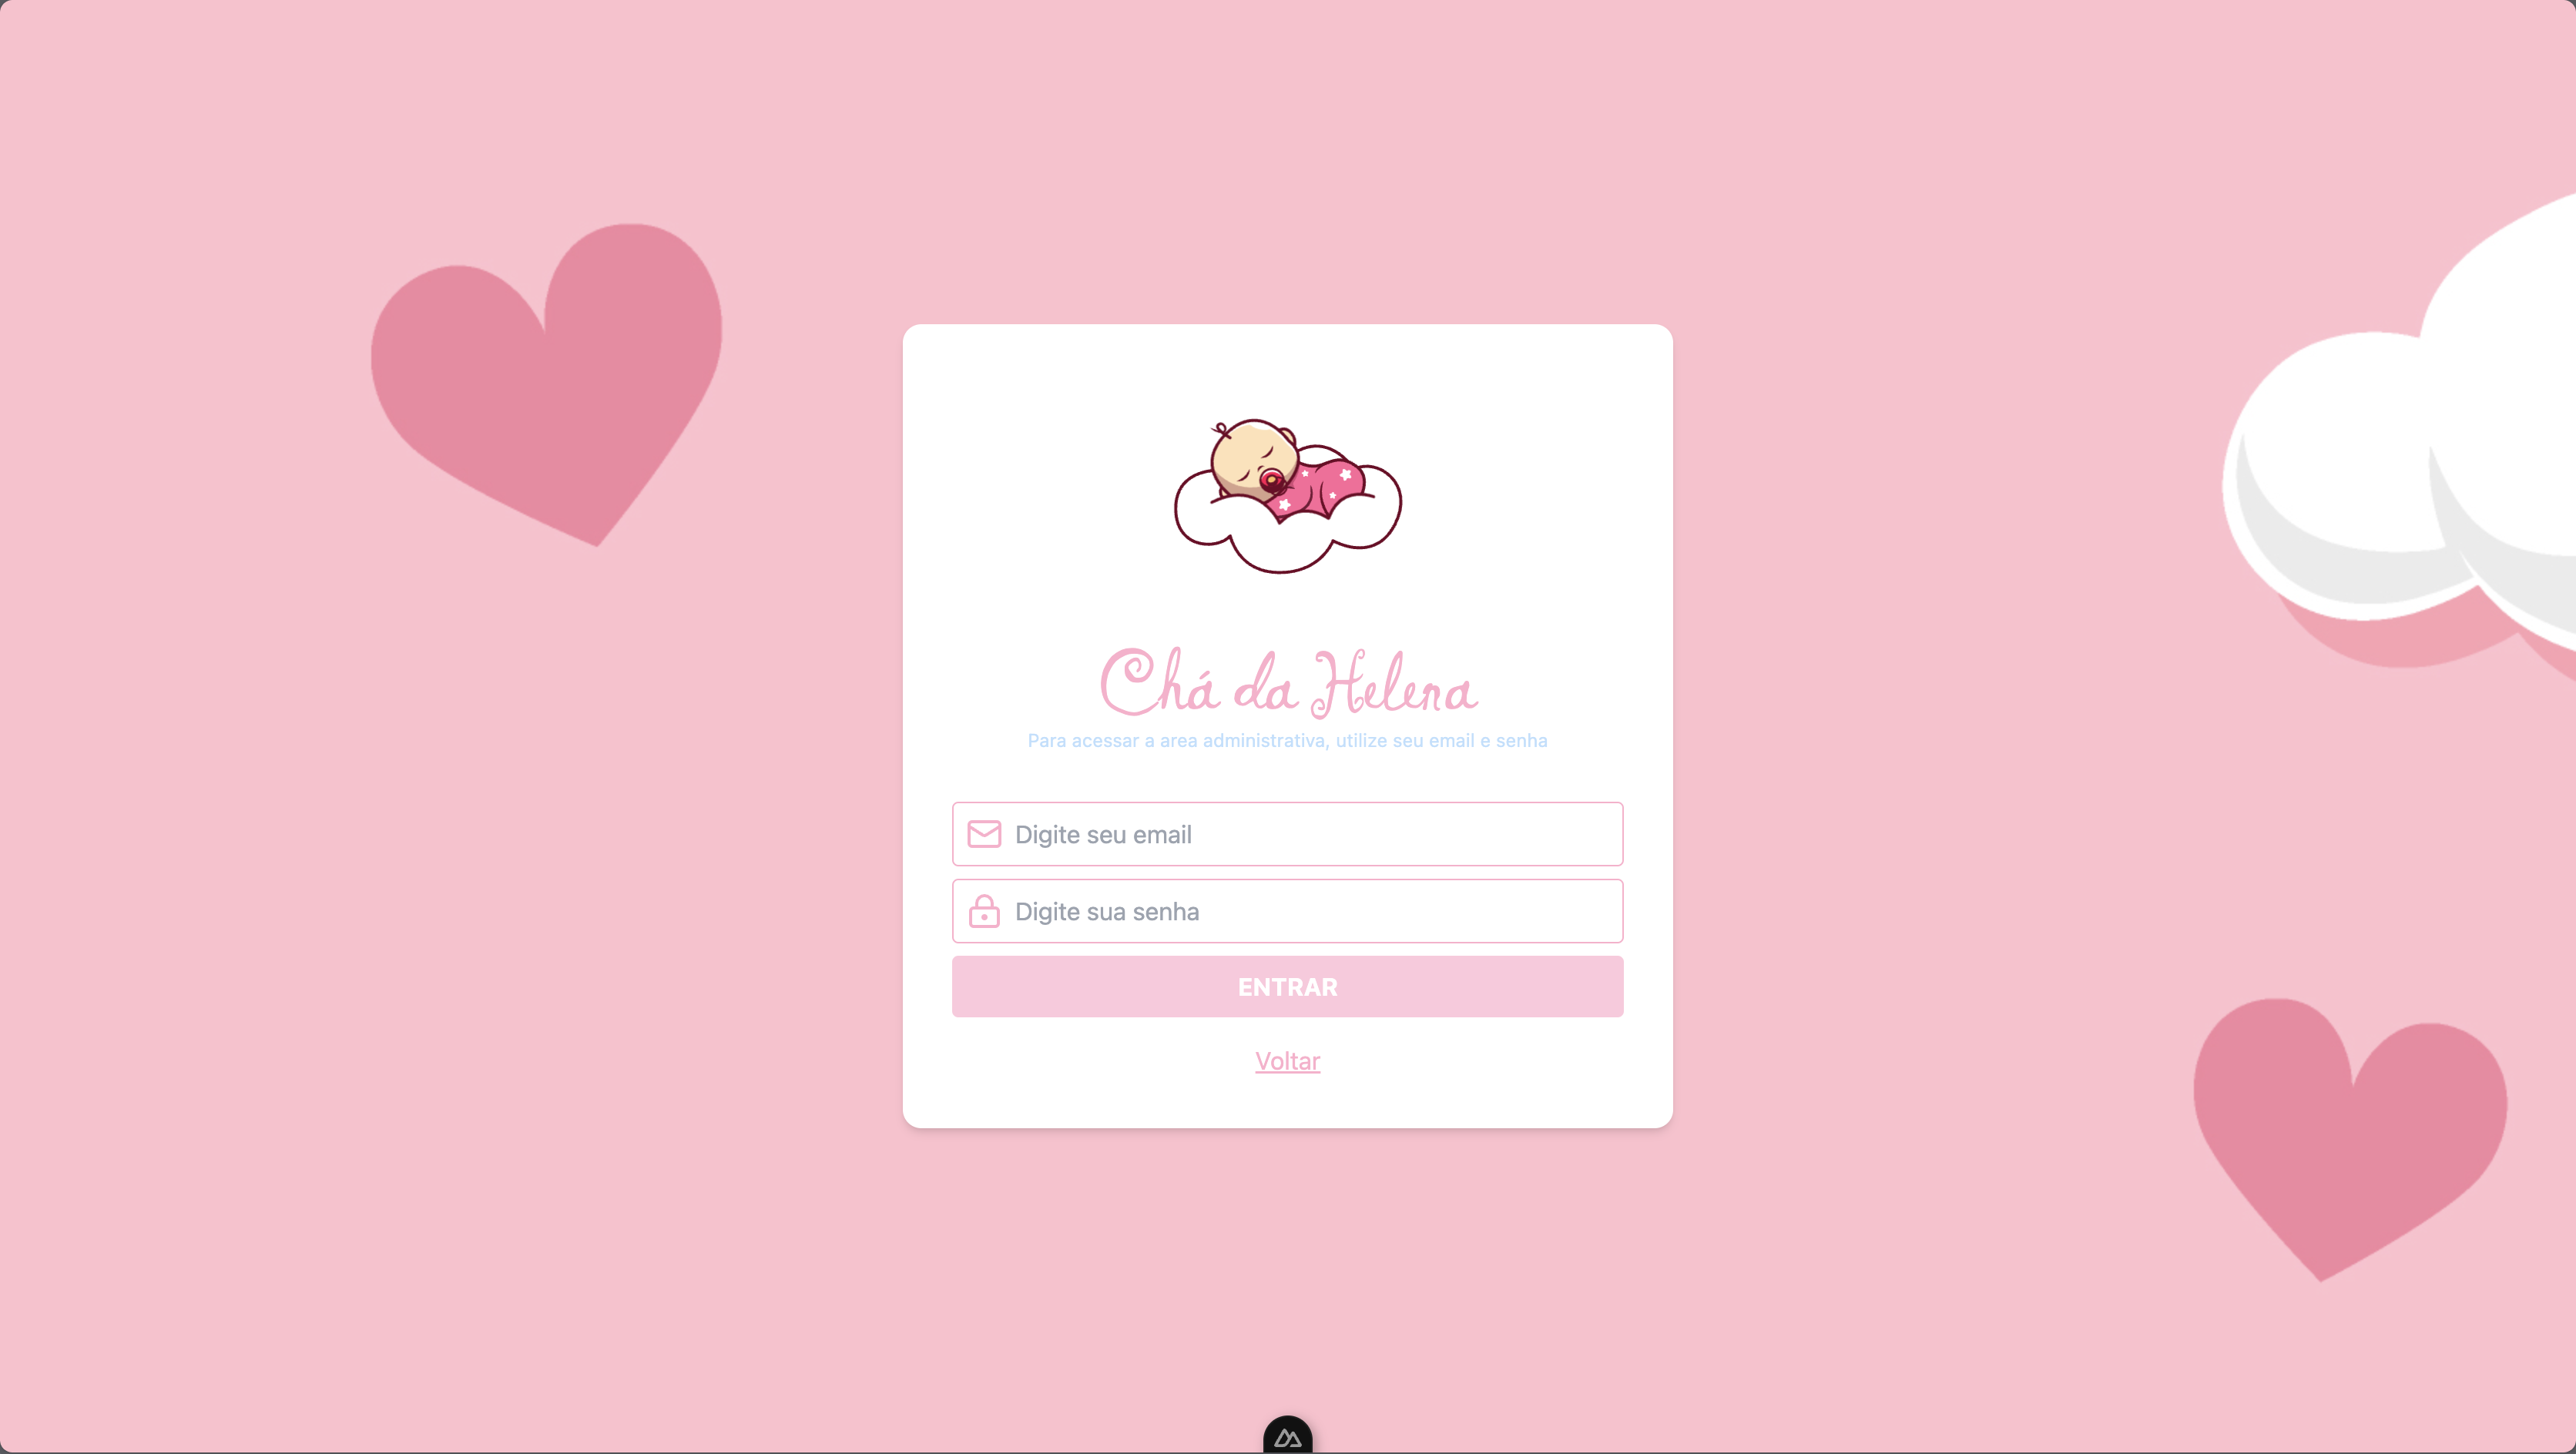 Chá da Helena
Para acessar a area administrativa, utilize seu email e senha
Digite seu email
Digite sua senha
ENTRAR
Voltar